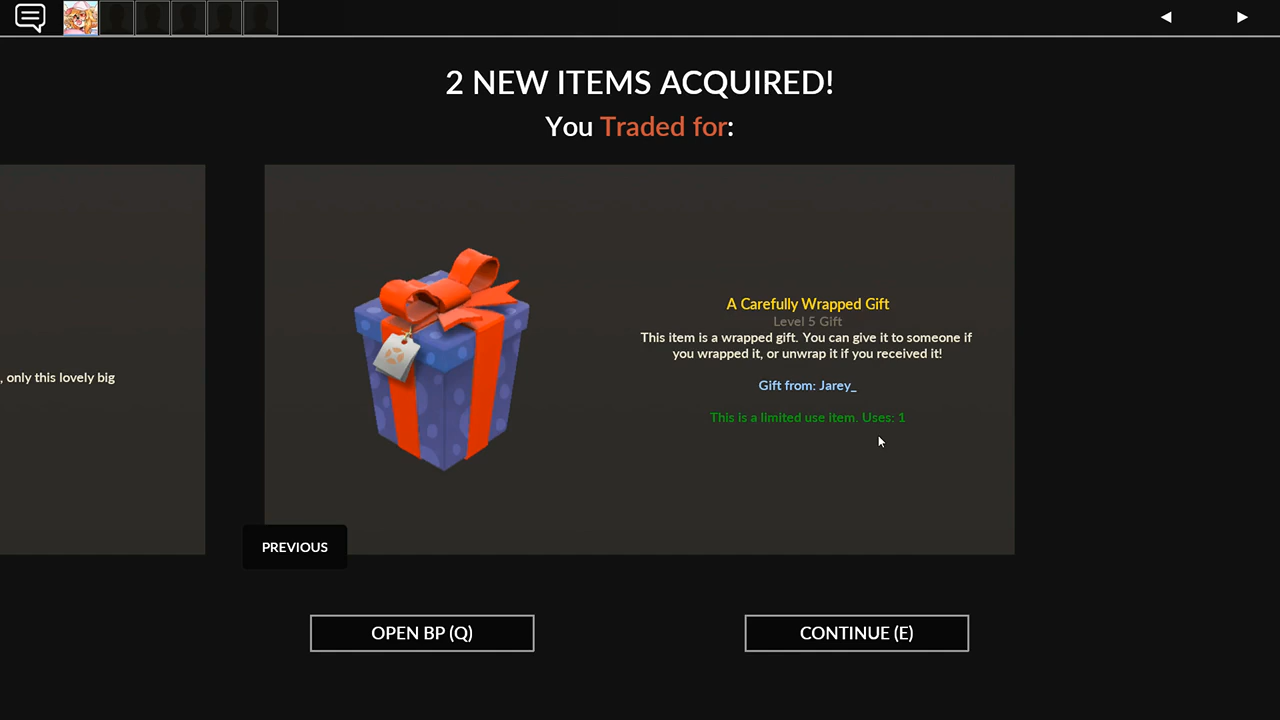 2 NEW ITEMS ACQUIRED!
You Traded for:
, only this lovely big
A Carefully Wrapped Gift
Level 5 Gift
This item is a wrapped gift. You can give it to someone if
you wrapped it, or unwrap it if you received it!
Gift from: Jarey_
This is a limited use item. Uses: 1
PREVIOUS
OPEN BP (Q)
CONTINUE (E)